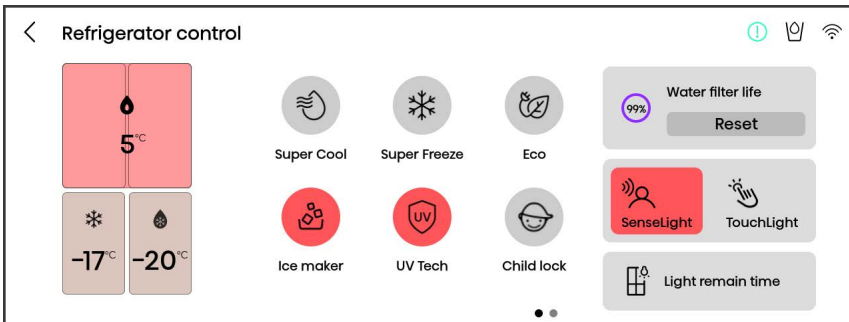 Refrigerator control
5°C
-17°C
-20°C
Super Cool
Super Freeze
Eco
Ice maker
UV
UV Tech
Child lock
99%
Water filter life
Reset
SenseLight
TouchLight
Light remain time